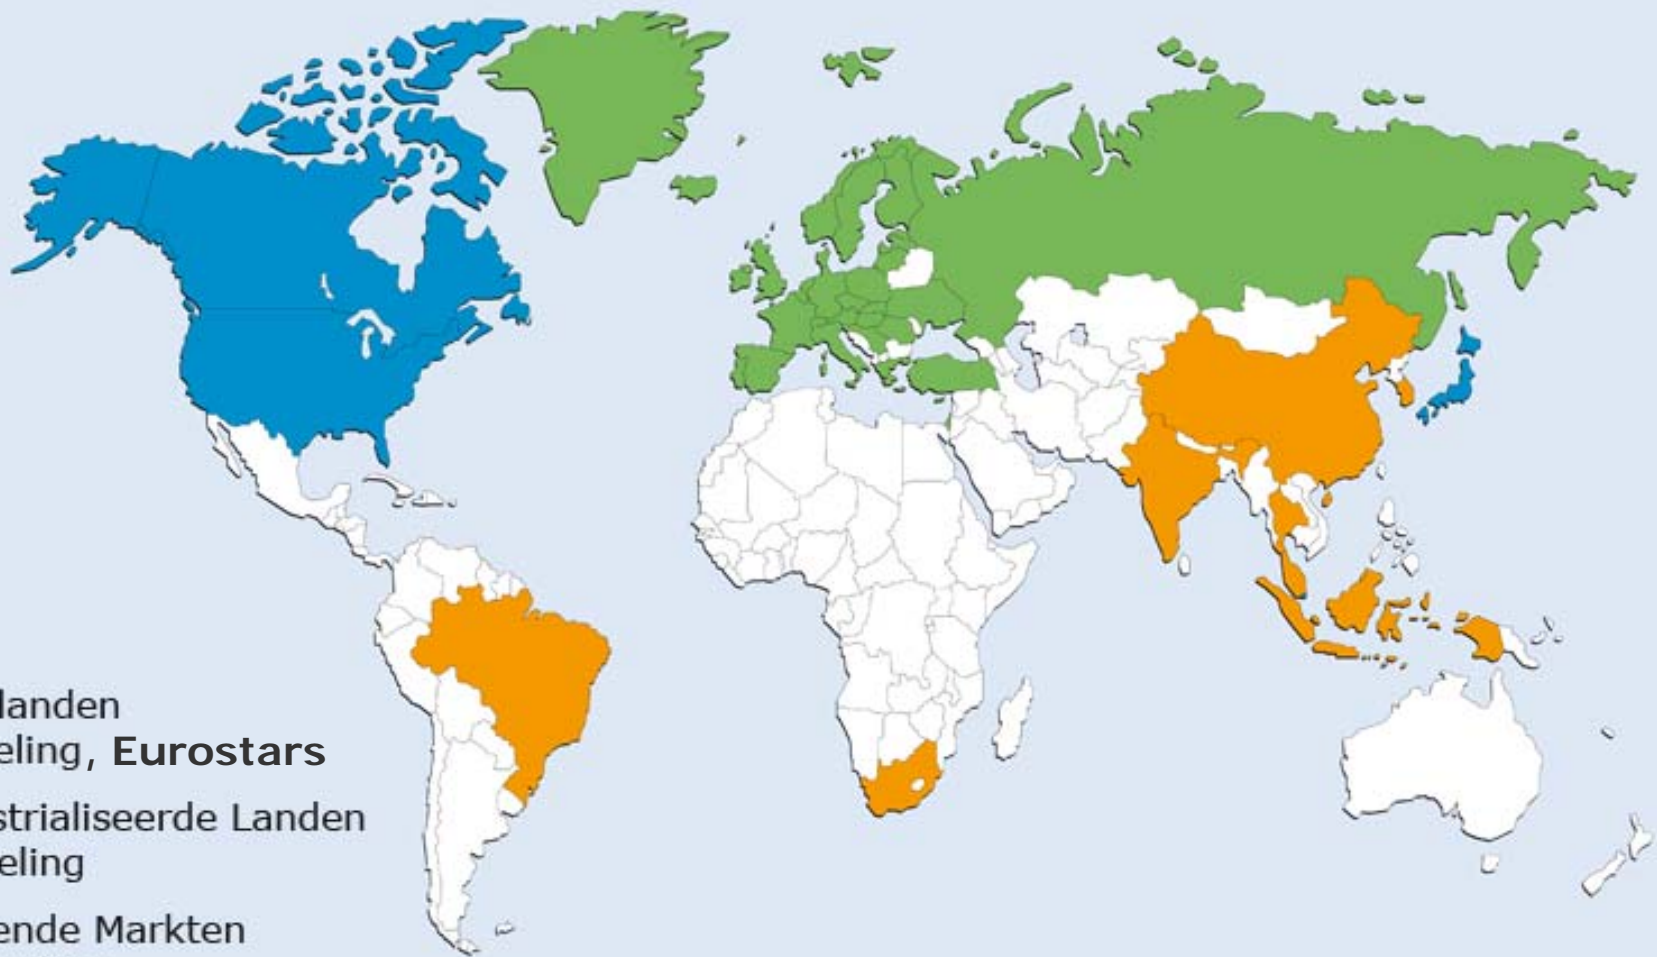 landen
eling, Eurostars
strialiseerde Landen
eling
ende Markten